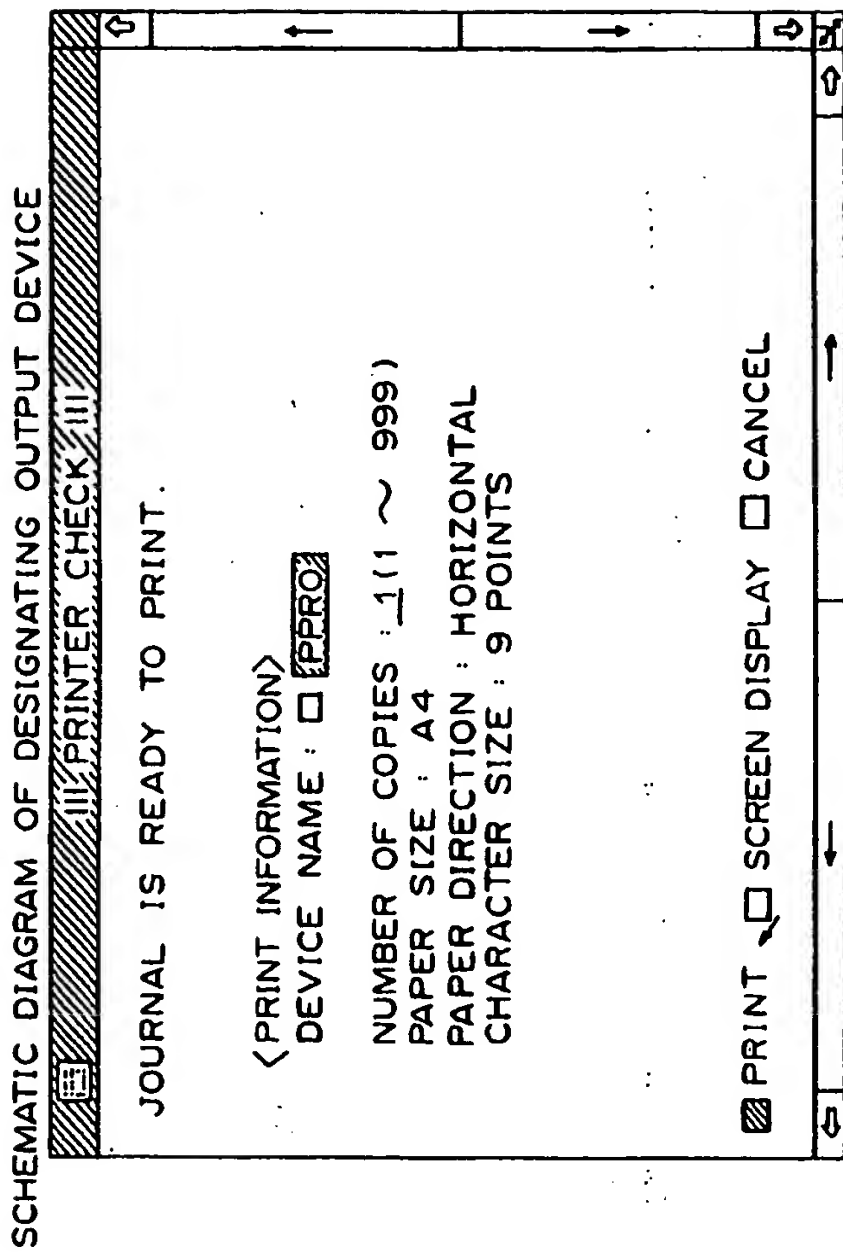 SCHEMATIC DIAGRAM OF DESIGNATING OUTPUT DEVICE
PRINTER CHECK
JOURNAL IS READY TO PRINT.
<PRINT INFORMATION>
DEVICE NAME : □ PPRO
NUMBER OF COPIES : 1 (1 ~ 999)
PAPER SIZE : A4
PAPER DIRECTION : HORIZONTAL
CHARACTER SIZE : 9 POINTS
PRINT □ SCREEN DISPLAY □ CANCEL